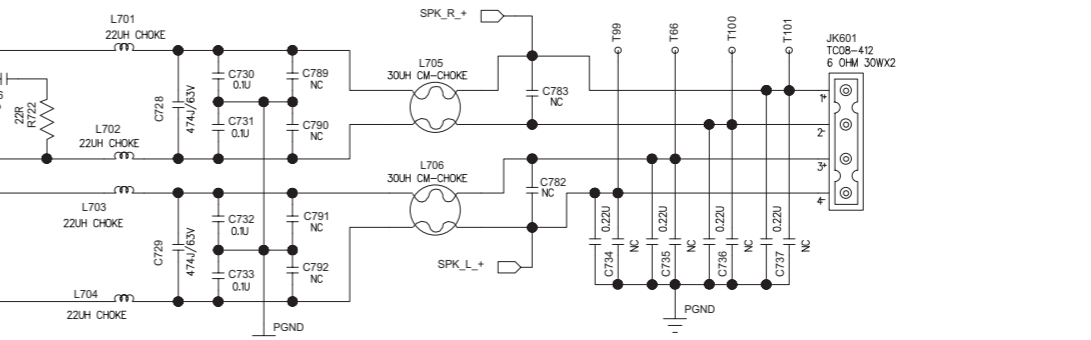 SPK_R_+
L701
22UH CHOKE
T99
T66
T100
T101
JK601
TC08-412
6 OHM 30WX2
L705
30UH CM-CHOKE
C730
0.1U
C789
NC
C783
NC
C728
474J/63V
22R
R722
C731
0.1U
C790
NC
1+
2-
3+
4-
L702
22UH CHOKE
L706
30UH CM-CHOKE
C782
NC
L703
22UH CHOKE
C732
0.1U
C791
NC
C729
474J/63V
C733
0.1U
C792
NC
SPK_L_+
0.22U
C734
NC
0.22U
C735
NC
0.22U
C736
NC
0.22U
C737
NC
L704
22UH CHOKE
PGND
PGND